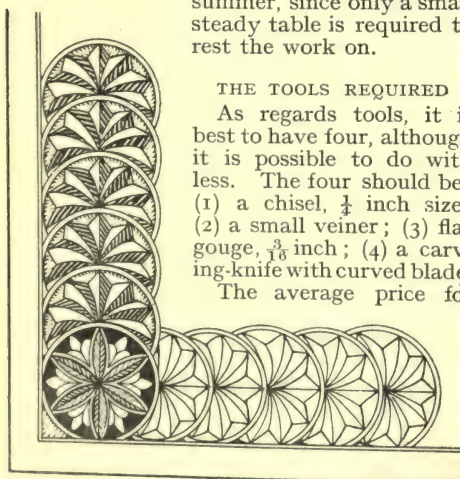 summer, since only a sma
steady table is required t
rest the work on.
THE TOOLS REQUIRED
As regards tools, it i
best to have four, althoug
it is possible to do wit
less. The four should be
(1) a chisel, ¼ inch size
(2) a small veiner; (3) fla
gouge, 3/16 inch; (4) a carv
ing-knife with curved blade
The average price fo